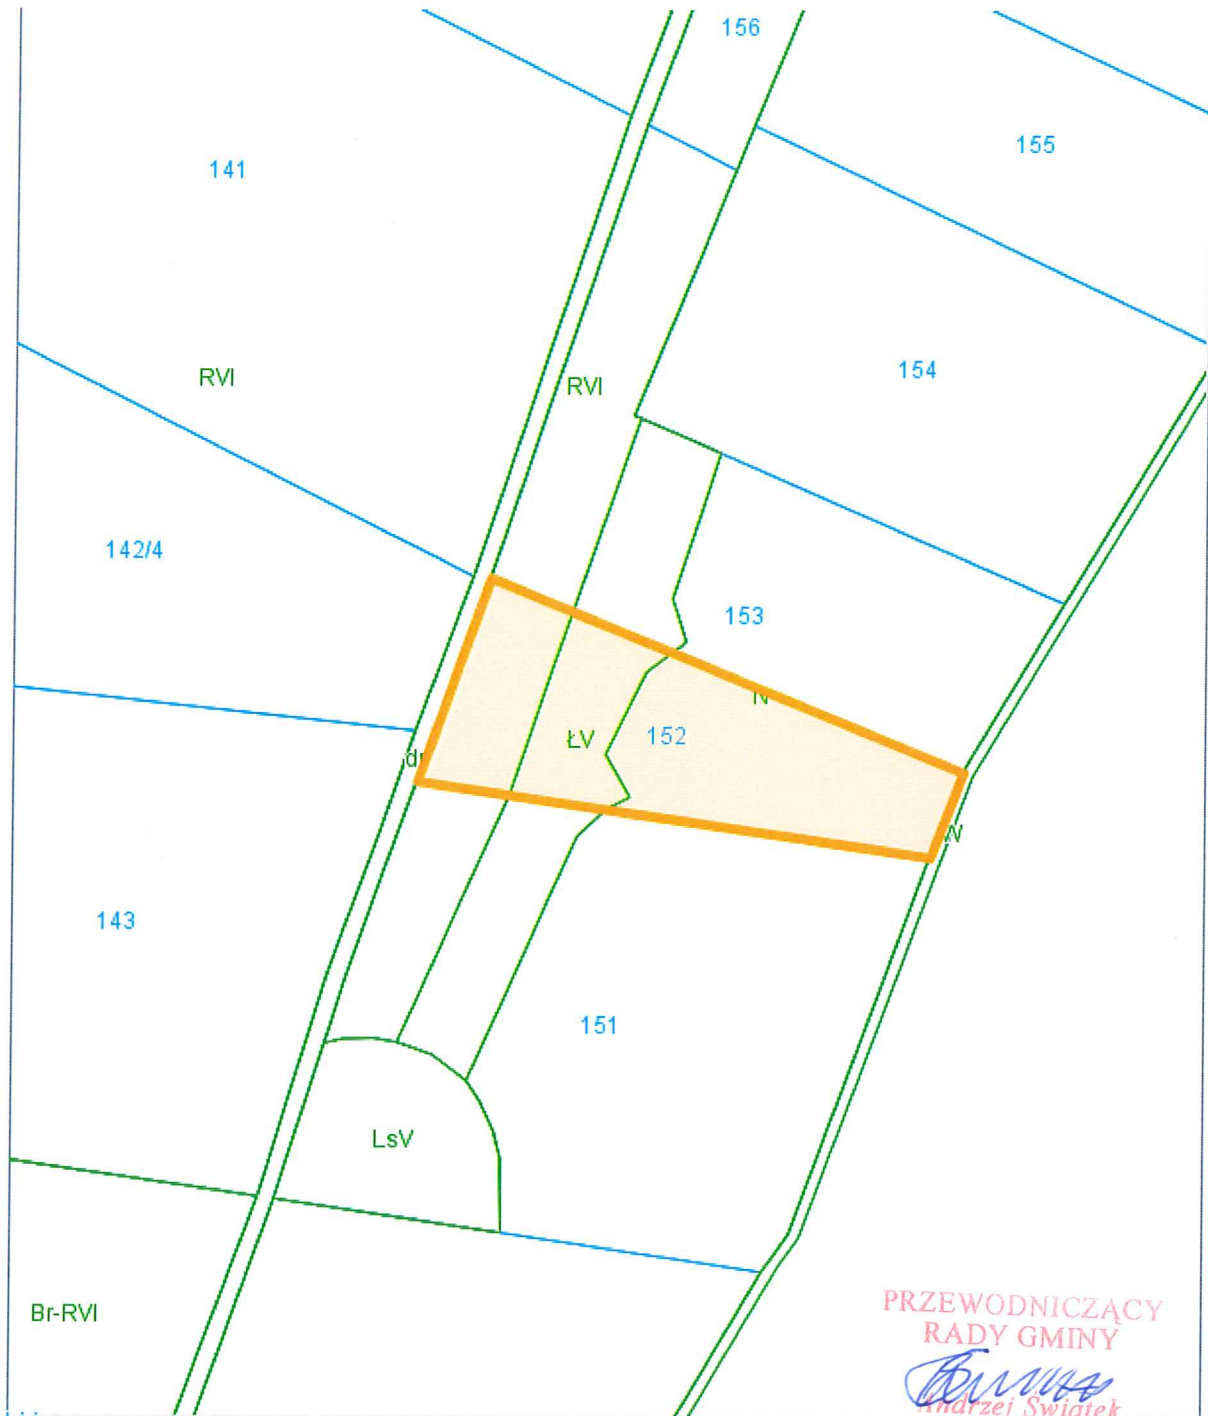 156
155
141
154
RVI
RVI
142/4
153
N
152
ŁV
dr
W
143
151
LsV
Br-RVI
PRZEWODNICZĄCY
RADY GMINY
Andrzej Świątek